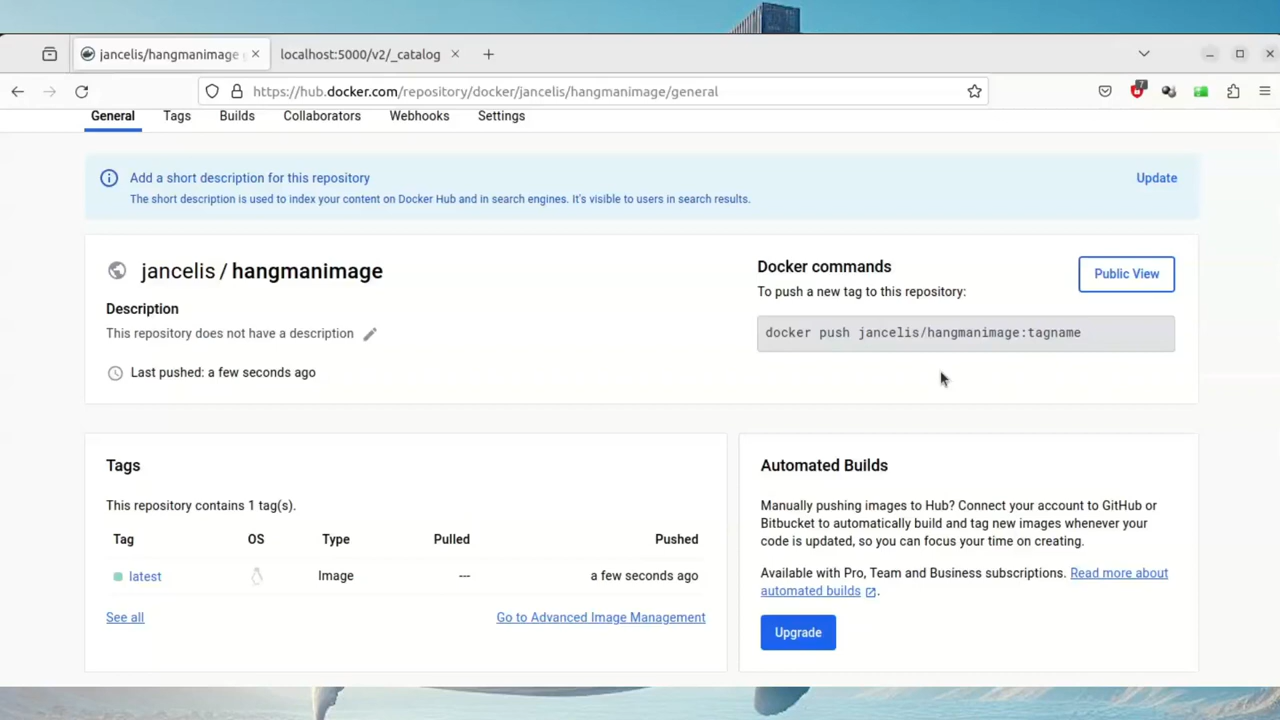 jancelis/hangmanimage
localhost:5000/v2/_catalog
7
https://hub.docker.com/repository/docker/jancelis/hangmanimage/general
General Tags Builds Collaborators Webhooks Settings
Add a short description for this repository
Update
The short description is used to index your content on Docker Hub and in search engines. It's visible to users in search results.
jancelis / hangmanimage
Description
This repository does not have a description
Last pushed: a few seconds ago
Docker commands
To push a new tag to this repository:
Public View
docker push jancelis/hangmanimage:tagname
Tags
This repository contains 1 tag(s).
Tag OS Type Pulled Pushed
latest Image --- a few seconds ago
See all Go to Advanced Image Management
Automated Builds
Manually pushing images to Hub? Connect your account to GitHub or
Bitbucket to automatically build and tag new images whenever your
code is updated, so you can focus your time on creating.
Available with Pro, Team and Business subscriptions. Read more about
automated builds .
Upgrade